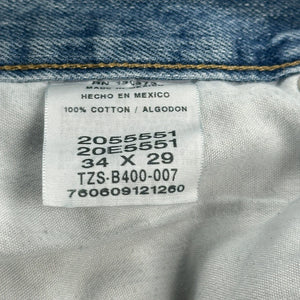 HECHO EN MEXICO
100% COTTON / ALGODON
2055551
20E5551
34 X 29
TZS-B400-007
760609121260